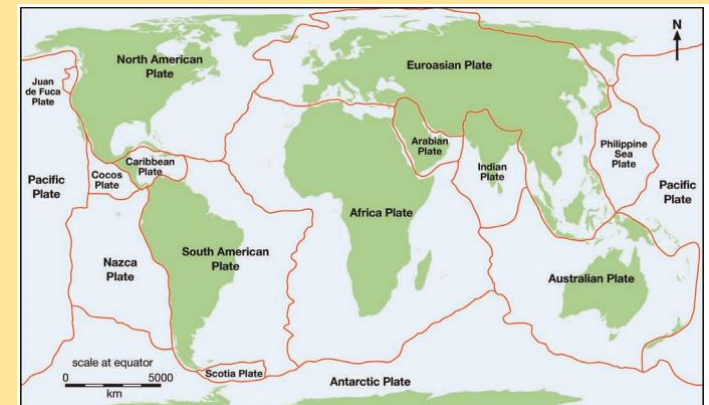 N
North American
Plate
Euroasian Plate
Juan
de Fuca
Plate
Arabian
Plate
Philippine
Sea
Plate
Caribbean
Plate
Indian
Plate
Cocos
Plate
Pacific
Plate
Pacific
Plate
Africa Plate
South American
Plate
Nazca
Plate
Australian Plate
scale at equator
0 5000
km
Scotia Plate
Antarctic Plate